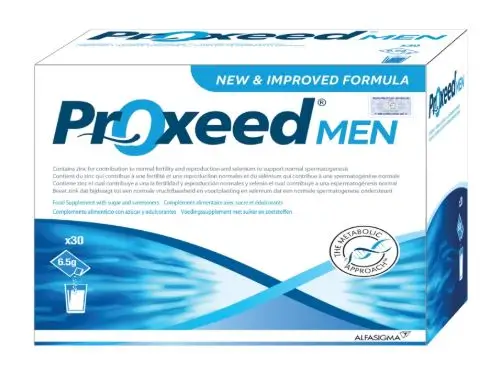 ProXeed MEN
x30
6.5g
NEW & IMPROVED FORMULA
ProXeed® MEN
Contains zinc for contribution to normal fertility and reproduction and selenium to support normal spermatogenesis
Contient du zinc qui contribue à une fertilité et une reproduction normales et du sélénium qui contribue à une spermatogenèse normale
Contiene zinc el cual contribuye a una fertilidad y reproducción normales y selenio el cual contribuye a una espermatogénesis normal
Bevat zink dat bijdraagt tot een normale vruchtbaarheid en voortplanting en selenium dat een normale spermatogenese ondersteunt
Food Supplement with sugar and sweeteners Complement alimentaire avec sucre et édulcorants
Complemento alimenticio con azúcar y edulcorantes Voedingssupplement met suiker en zoetstoffen
x30
6.5g
THE METABOLIC
APPROACH™
ALFASIGMA